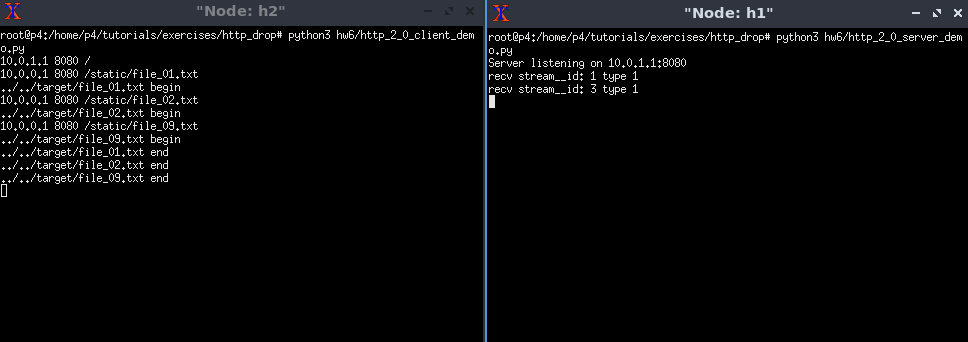 "Node: h2"
root@p4:/home/p4/tutorials/exercises/http_drop# python3 hw6/http_2_0_client_dem
o.py
10.0.1.1 8080 /
10.0.0.1 8080 /static/file_01.txt
../../target/file_01.txt begin
10.0.0.1 8080 /static/file_02.txt
../../target/file_02.txt begin
10.0.0.1 8080 /static/file_09.txt
../../target/file_09.txt begin
../../target/file_01.txt end
../../target/file_02.txt end
../../target/file_09.txt end
"Node: h1"
root@p4:/home/p4/tutorials/exercises/http_drop# python3 hw6/http_2_0_server_de
mo.py
Server listening on 10.0.1.1:8080
recv stream__id: 1 type 1
recv stream__id: 3 type 1